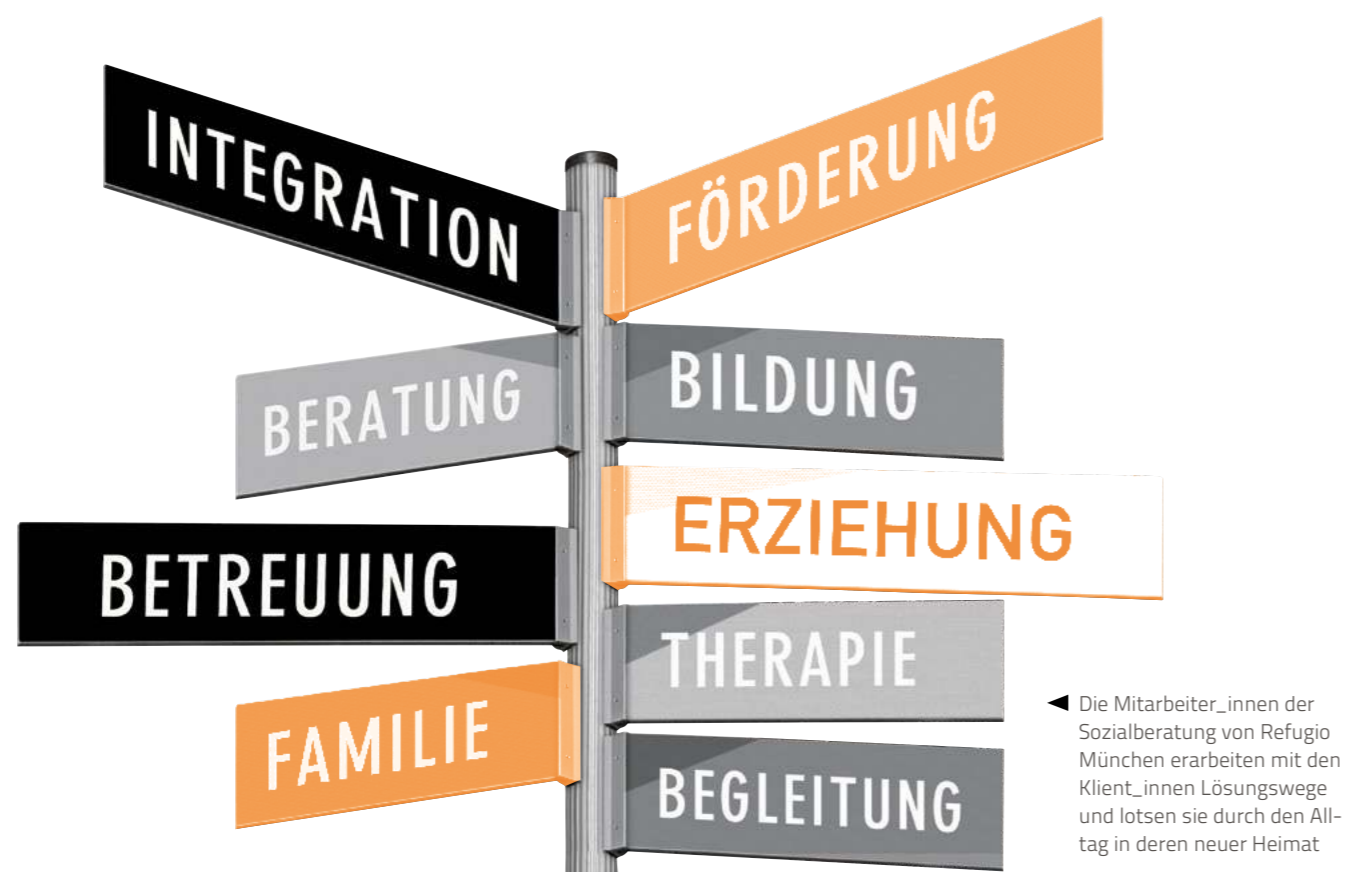 INTEGRATION
FÖRDERUNG
BERATUNG
BILDUNG
ERZIEHUNG
BETREUUNG
THERAPIE
FAMILIE
BEGLEITUNG
Die Mitarbeiter_innen der
Sozialberatung von Refugio
München erarbeiten mit den
Klient_innen Lösungswege
und lotsen sie durch den All-
tag in deren neuer Heimat